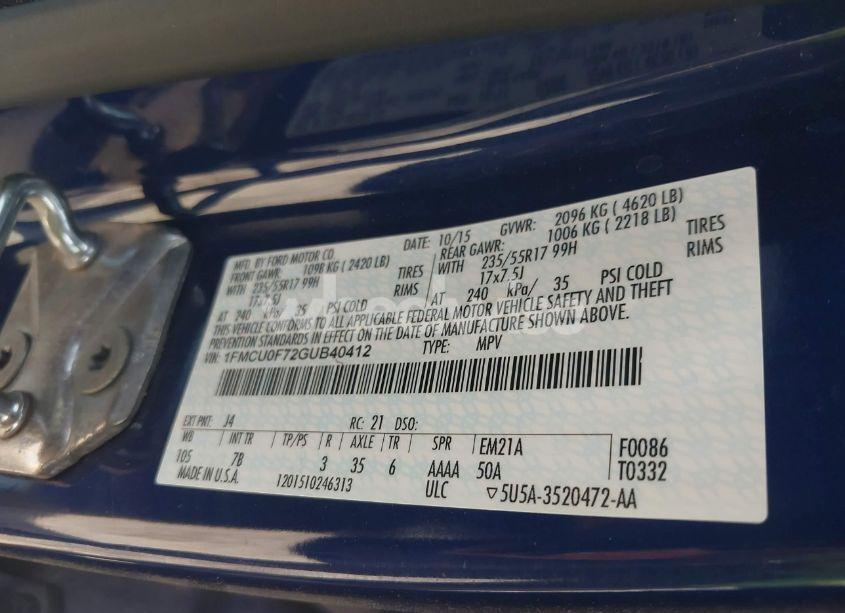 MFD. BY FORD MOTOR CO. DATE: 10/15 GVWR: 2096 KG ( 4620 LB)
FRONT GAWR: 1098 KG ( 2420 LB) REAR GAWR: 1006 KG ( 2218 LB)
WITH 235/55R17 99H TIRES WITH 235/55R17 99H TIRES
17x7.5J RIMS 17x7.5J RIMS
AT 240 kPa/ 35 PSI COLD AT 240 kPa/ 35 PSI COLD
THIS VEHICLE CONFORMS TO ALL APPLICABLE FEDERAL MOTOR VEHICLE SAFETY AND THEFT
PREVENTION STANDARDS IN EFFECT ON THE DATE OF MANUFACTURE SHOWN ABOVE.
VIN: 1FMCU0F72GUB40412 TYPE: MPV
EXT PNT: J4 RC: 21 DSO:
WB INT TR TP/PS R AXLE TR SPR EM21A F0086
105 7B 3 35 6 AAAA 50A T0332
MADE IN U.S.A. 1201510246313 ULC ▽5U5A-3520472-AA